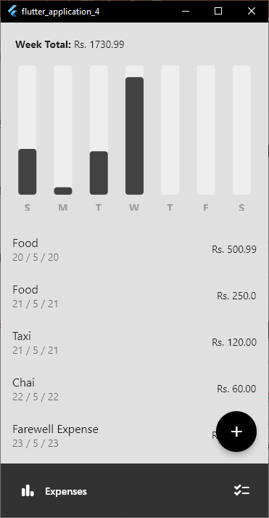 flutter_application_4
Week Total: Rs. 1730.99
S M T W T F S
Food
Rs. 500.99
20 / 5 / 20
Food
Rs. 250.0
21 / 5 / 21
Taxi
Rs. 120.00
21 / 5 / 21
Chai
Rs. 60.00
22 / 5 / 22
Farewell Expense
23 / 5 / 23
Expenses